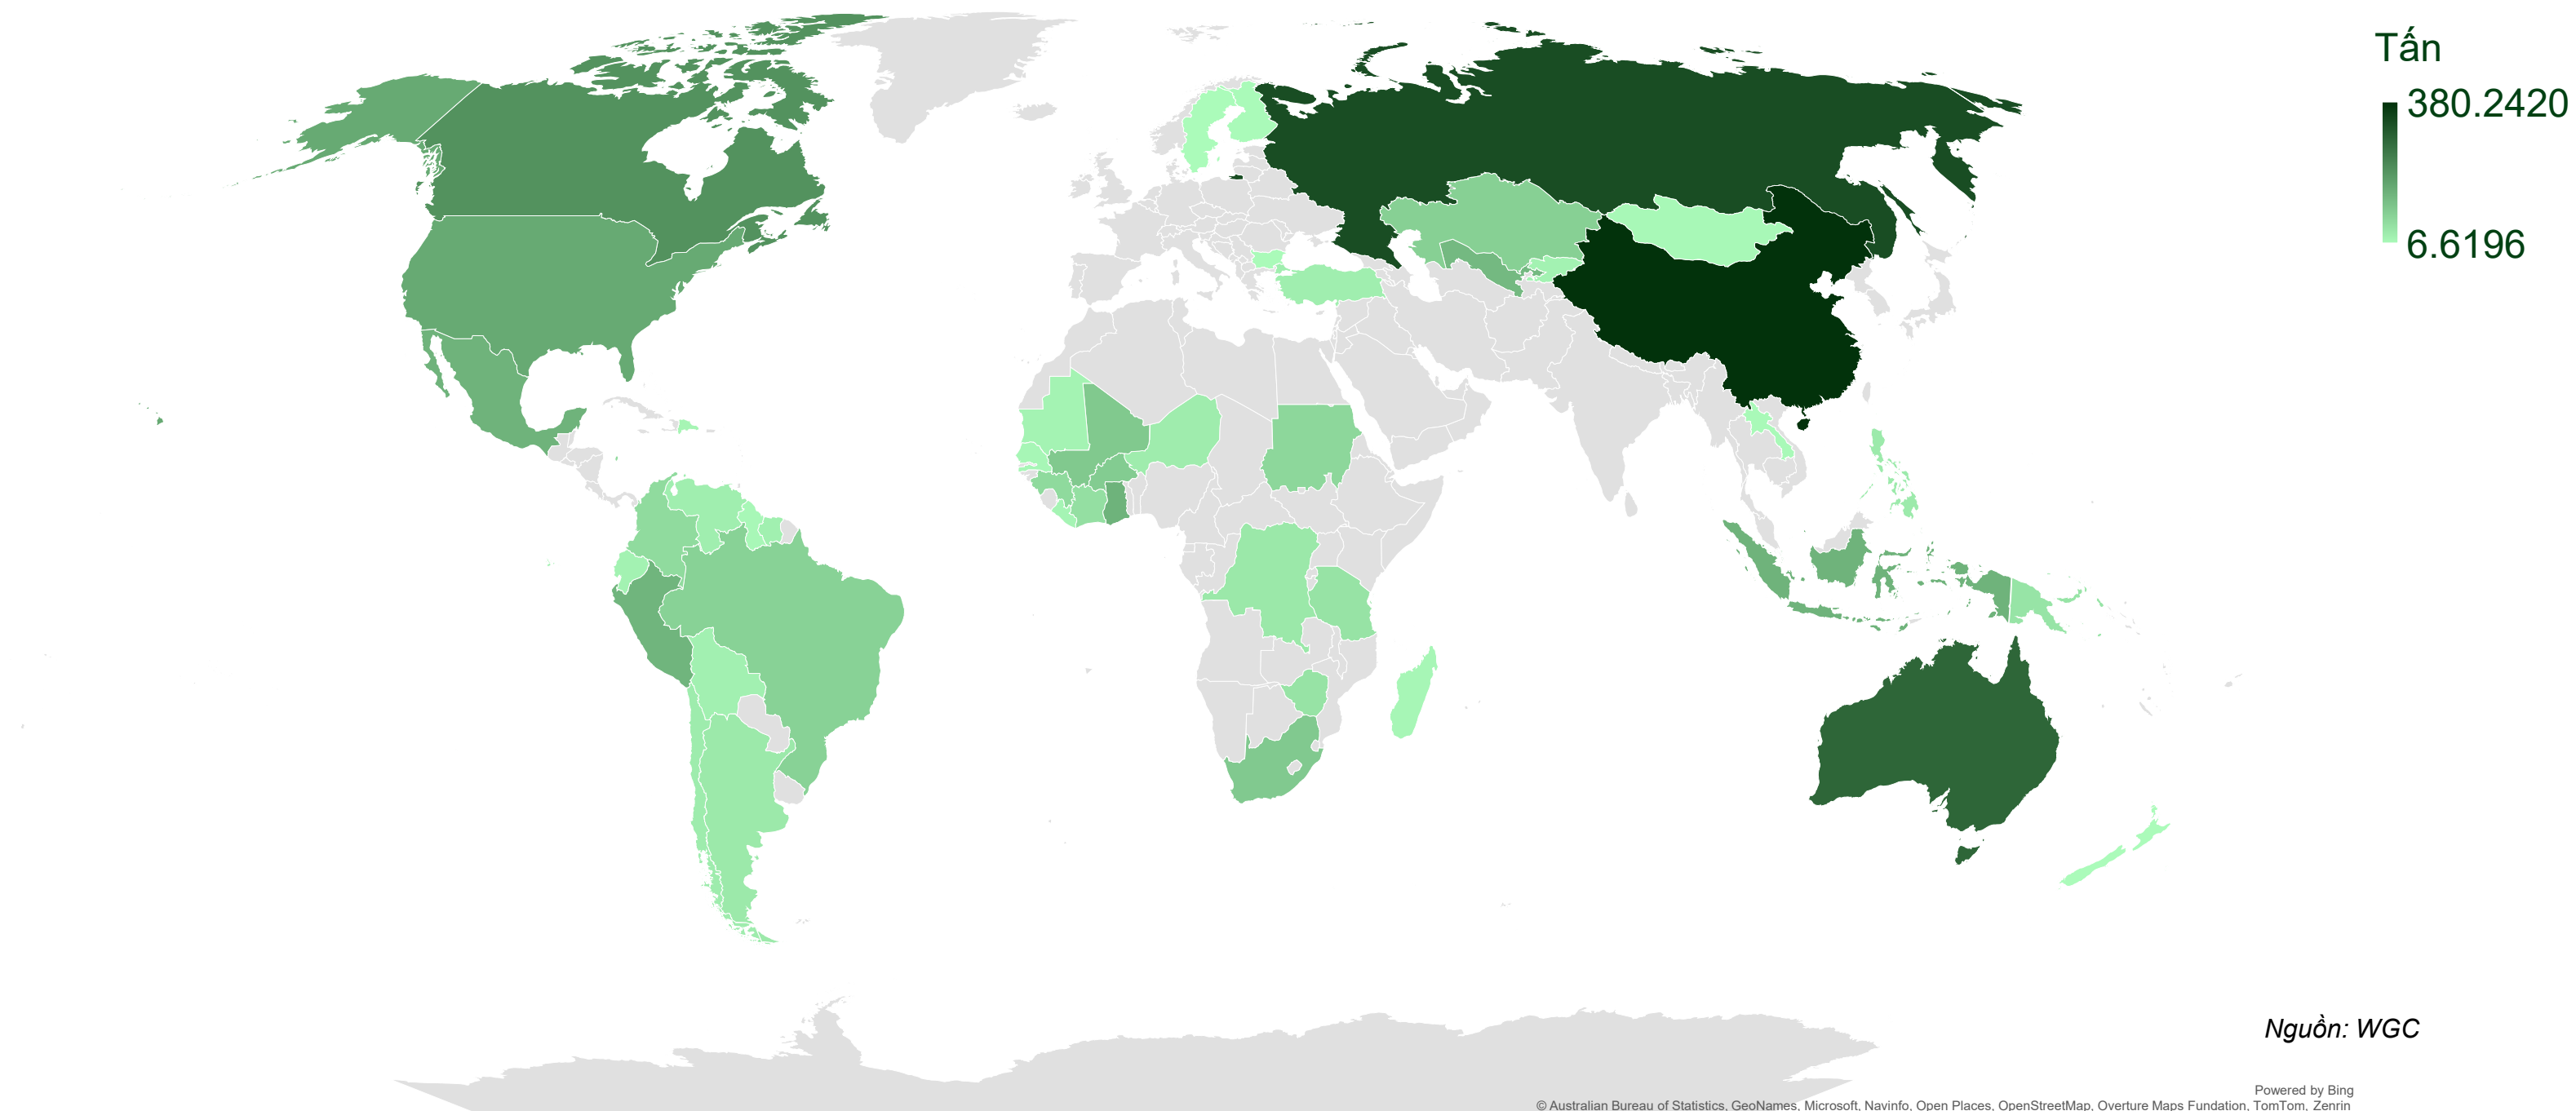 Tấn
380.2420
6.6196
Nguồn: WGC
Powered by Bing
© Australian Bureau of Statistics, GeoNames, Microsoft, Navinfo, Open Places, OpenStreetMap, Overture Maps Fundation, TomTom, Zenrin